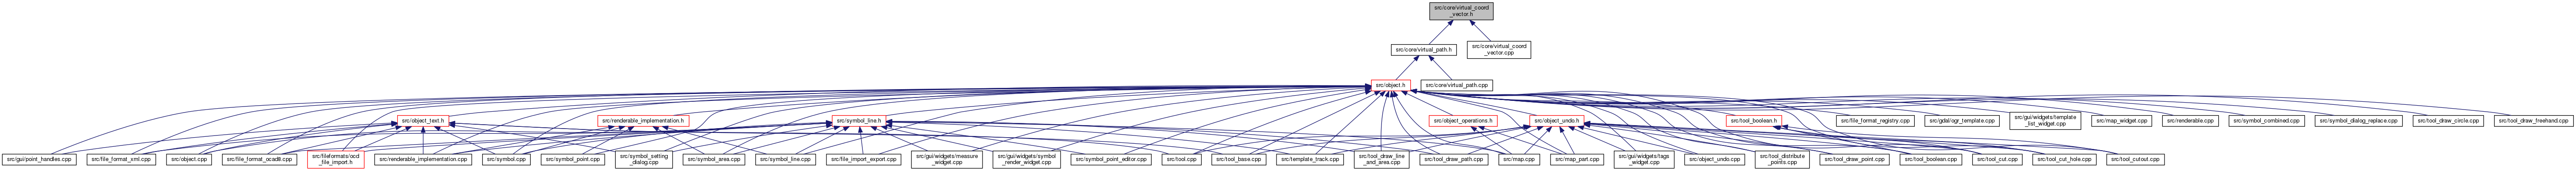 src/core/virtual_coord
_vector.h
src/core/virtual_path.h
src/core/virtual_coord
_vector.cpp
src/object.h
src/core/virtual_path.cpp
src/object_text.h
src/renderable_implementation.h
src/symbol_line.h
src/object_operations.h
src/object_undo.h
src/tool_boolean.h
src/file_format_registry.cpp
src/gdal/ogr_template.cpp
src/gui/widgets/template
_list_widget.cpp
src/map_widget.cpp
src/renderable.cpp
src/symbol_combined.cpp
src/symbol_dialog_replace.cpp
src/tool_draw_circle.cpp
src/tool_draw_freehand.cpp
src/gui/point_handles.cpp
src/file_format_xml.cpp
src/object.cpp
src/file_format_ocad8.cpp
src/fileformats/ocd
_file_import.h
src/renderable_implementation.cpp
src/symbol.cpp
src/symbol_point.cpp
src/symbol_setting
_dialog.cpp
src/symbol_area.cpp
src/symbol_line.cpp
src/file_import_export.cpp
src/gui/widgets/measure
_widget.cpp
src/gui/widgets/symbol
_render_widget.cpp
src/symbol_point_editor.cpp
src/tool.cpp
src/tool_base.cpp
src/template_track.cpp
src/tool_draw_line
_and_area.cpp
src/tool_draw_path.cpp
src/map.cpp
src/map_part.cpp
src/gui/widgets/tags
_widget.cpp
src/object_undo.cpp
src/tool_distribute
_points.cpp
src/tool_draw_point.cpp
src/tool_boolean.cpp
src/tool_cut.cpp
src/tool_cut_hole.cpp
src/tool_cutout.cpp